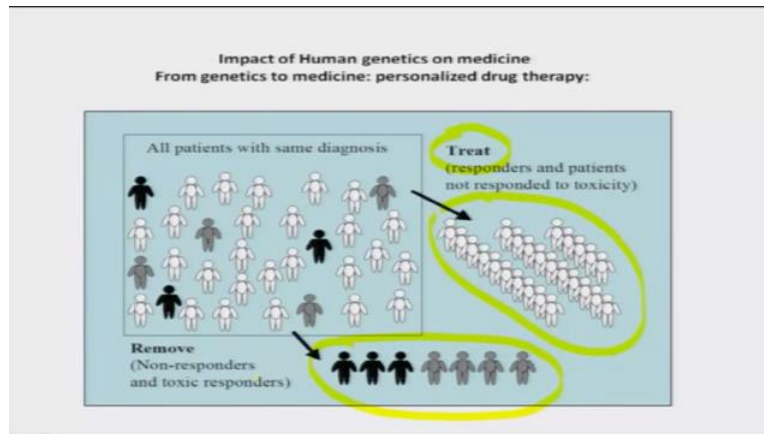 Impact of Human genetics on medicine
From genetics to medicine: personalized drug therapy:
All patients with same diagnosis
Treat
(responders and patients
not responded to toxicity)
Remove
(Non-responders
and toxic responders)